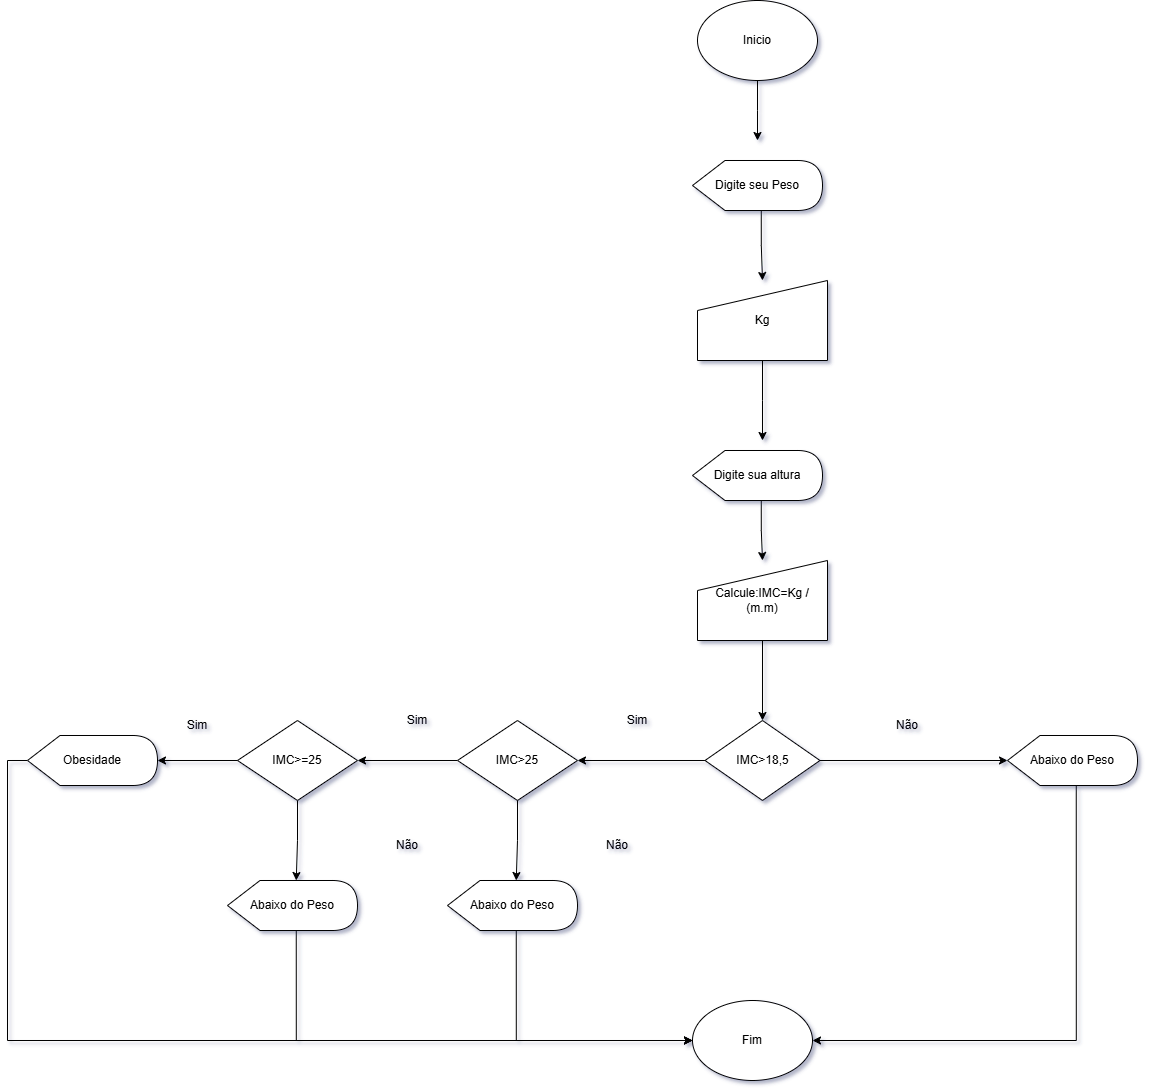 Inicio
Digite seu Peso
Kg
Digite sua altura
Calcule:IMC=Kg /
(m.m)
Sim
Sim
Sim
Não
Obesidade
IMC>=25
IMC>25
IMC>18,5
Abaixo do Peso
Não
Não
Abaixo do Peso
Abaixo do Peso
Fim